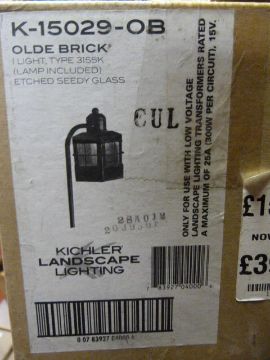 K-15029-OB
OLDE BRICK
1 LIGHT, TYPE 3155K
(LAMP INCLUDED)
ETCHED SEEDY GLASS
CUL
ONLY FOR USE WITH LOW VOLTAGE
LANDSCAPE LIGHTING TRANSFORMERS RATED
A MAXIMUM OF 25A (300W PER CIRCUIT), 15V.
KICHLER
LANDSCAPE
LIGHTING
NOW